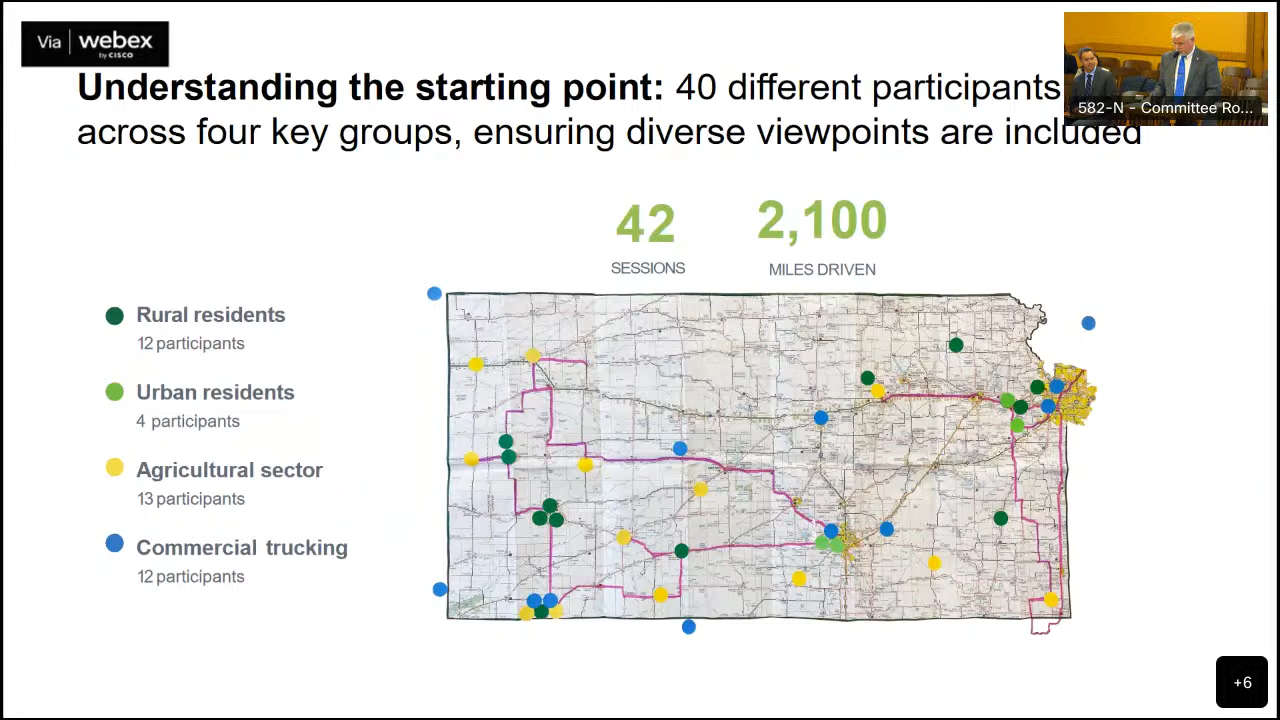 Via webex
by CISCO
Understanding the starting point: 40 different participants
across four key groups, ensuring diverse viewpoints are included
582-N - Committee Ro...
42
SESSIONS
2,100
MILES DRIVEN
Rural residents
12 participants
Urban residents
4 participants
Agricultural sector
13 participants
Commercial trucking
12 participants
+6